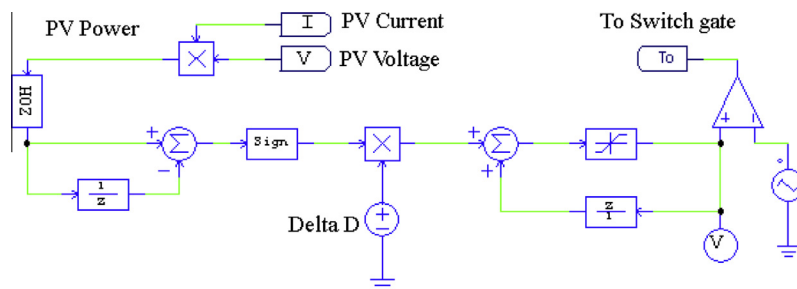 PV Power
I
PV Current
V
PV Voltage
To Switch gate
To
ZOH
+
Σ
−
Sign
×
+
Σ
+
+
−
1
z
z
1
Delta D
+
−
V